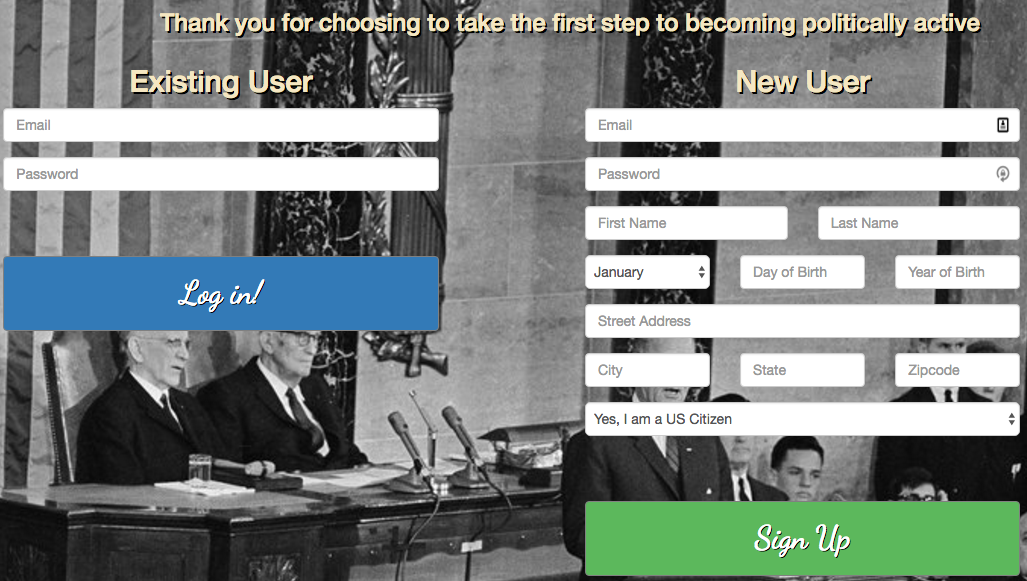 Thank you for choosing to take the first step to becoming politically active
Existing User
Email
Password
Log in!
New User
Email
Password
First Name
Last Name
January
Day of Birth
Year of Birth
Street Address
City
State
Zipcode
Yes, I am a US Citizen
Sign Up